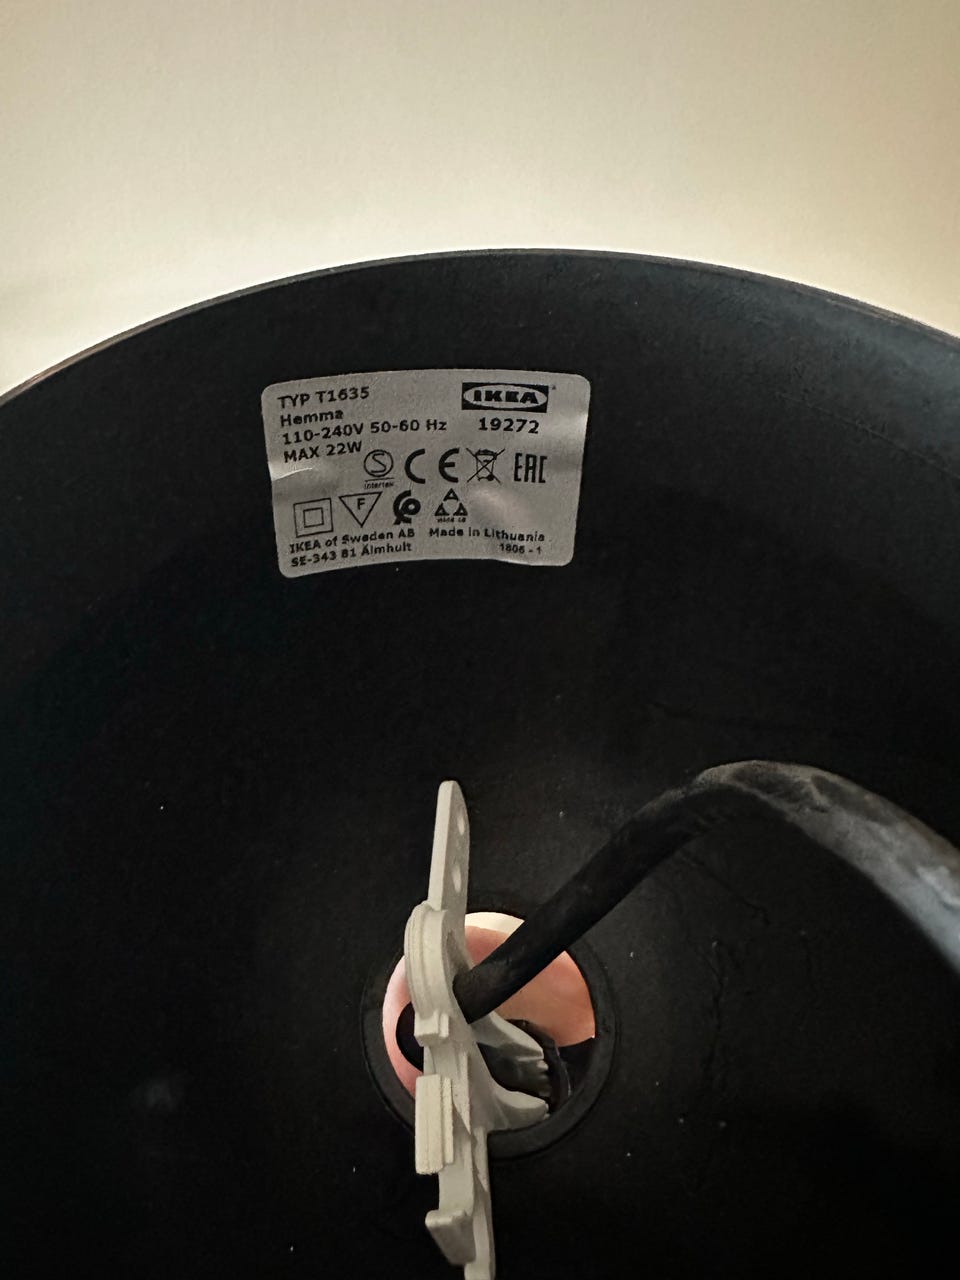 TYP T1635
Hemma
110-240V 50-60 Hz
MAX 22W
IKEA
19272
S
Intertek
CE
EAC
F
IKEA of Sweden AB
SE-343 81 Älmhult
Made in Lithuania
1806 - 1